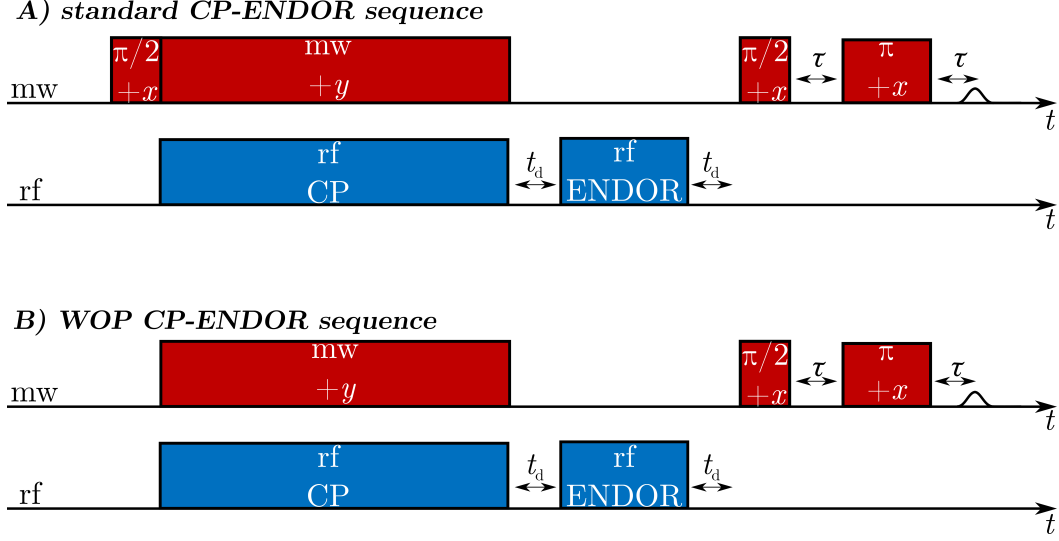 A) standard CP-ENDOR sequence
π/2 mw π/2 τ π τ
mw +x +y +x +x
t
rf rf
t_d t_d
rf CP ENDOR
t
B) WOP CP-ENDOR sequence
mw π/2 τ π τ
mw +y +x +x
t
rf rf
t_d t_d
rf CP ENDOR
t